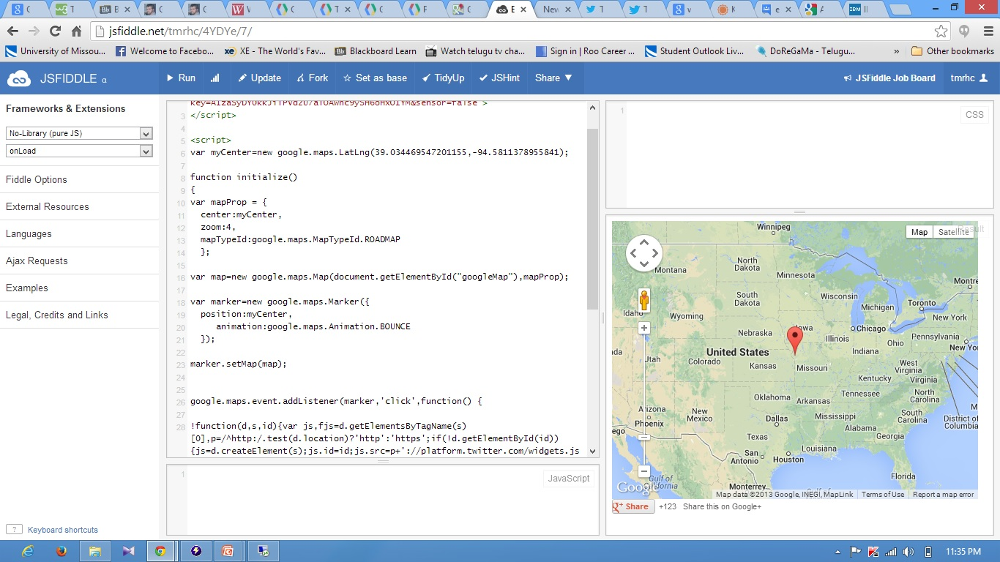 jsfiddle.net/tmrhc/4YDYe/7/
University of Missou...
Welcome to Facebo...
XE - The World's Fav...
Blackboard Learn
Watch telugu tv cha...
Sign in | Roo Career ...
Student Outlook Liv...
DoReGaMa - Telugu...
»
Other bookmarks
JSFIDDLE α
Run
Update
Fork
Set as base
TidyUp
JSHint
Share
JSFiddle Job Board
tmrhc
Frameworks & Extensions
No-Library (pure JS)
onLoad
Fiddle Options
External Resources
Languages
Ajax Requests
Examples
Legal, Credits and Links
? Keyboard shortcuts
3 </script>
4
5 <script>
6 var myCenter=new google.maps.LatLng(39.034469547201155,-94.5811378955841);
7
8 function initialize()
9 {
10 var mapProp = {
11 center:myCenter,
12 zoom:4,
13 mapTypeId:google.maps.MapTypeId.ROADMAP
14 };
15
16 var map=new google.maps.Map(document.getElementById("googleMap"),mapProp);
17
18 var marker=new google.maps.Marker({
19 position:myCenter,
20 animation:google.maps.Animation.BOUNCE
21 });
22
23 marker.setMap(map);
24
25
26 google.maps.event.addListener(marker,'click',function() {
27
28 !function(d,s,id){var js,fjs=d.getElementsByTagName(s)
[0],p=/^http:/.test(d.location)?'http':'https';if(!d.getElementById(id))
{js=d.createElement(s);js.id=id;js.src=p+'://platform.twitter.com/widgets.js
1
JavaScript
1
CSS
Result
Map
Satellite
Winnipeg
Montana
North
Dakota
Minnesota
Montre
South
Dakota
Wisconsin
Michigan
Toronto
Idaho
Wyoming
New York
Iowa
Chicago
Nebraska
Illinois
Ohio
Pennsylvania
Indiana
New Yo
da
United States
Utah
Colorado
Kansas
Missouri
West
Virginia
Kentucky
Virginia
Oklahoma
Arkansas
Tennessee
North
Carolina
Arizona
New
Mexico
Phoenix
Dallas
Mississippi
South
Carolina
District of
Columbia
Alabama
Georgia
San
Antonio
Houston
Louisiana
Gulf of
California
Florida
Monterrey
Gulf of
Google
Map data ©2013 Google, INEGI, MapLink
Terms of Use
Report a map error
g+ Share
+123
Share this on Google+
11:35 PM